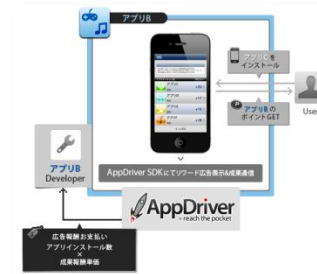 アプリB
アプリCを
インストール
アプリBの
ポイントGET
User
アプリB
Developer
AppDriver SDKにてリワード広告表示&成果通信
AppDriver
reach the pocket
広告報酬お支払い
アプリインストール数
×
成果報酬単価